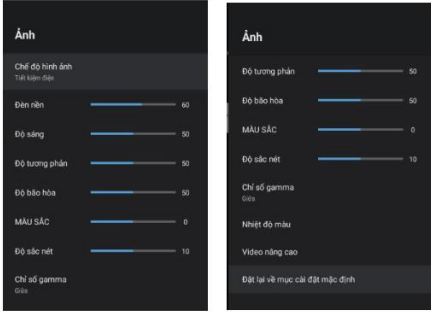 Ảnh
Chế độ hình ảnh
Tiết kiệm điện
Đèn nền 60
Độ sáng 50
Độ tương phản 50
Độ bão hòa 50
MÀU SẮC 0
Độ sắc nét 10
Chỉ số gamma
Giữa
Ảnh
Độ tương phản 50
Độ bão hòa 50
MÀU SẮC 0
Độ sắc nét 10
Chỉ số gamma
Giữa
Nhiệt độ màu
Video nâng cao
Đặt lại về mục cài đặt mặc định